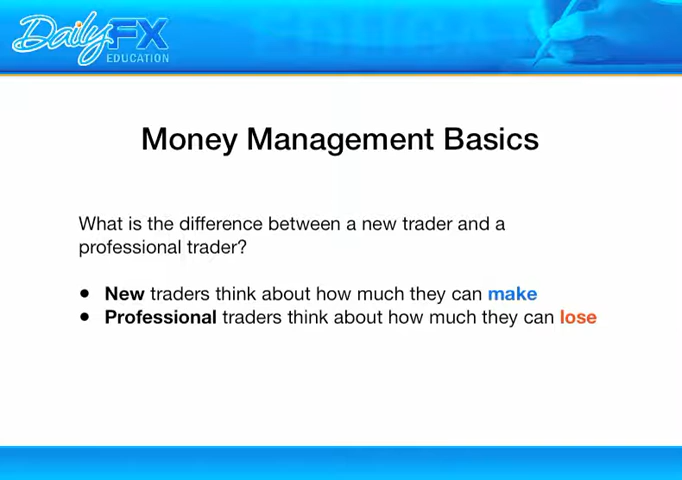 DailyFX
EDUCATION
Money Management Basics
What is the difference between a new trader and a
professional trader?
● New traders think about how much they can make
● Professional traders think about how much they can lose